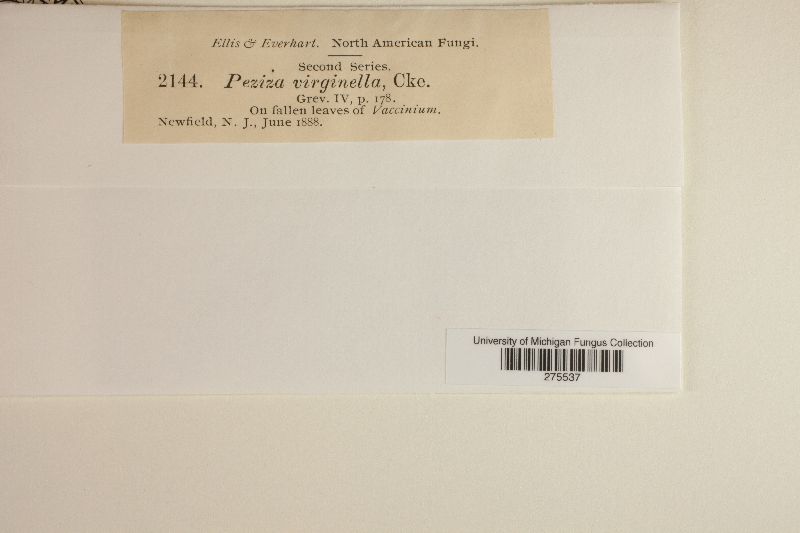 Ellis & Everhart. North American Fungi.
Second Series.
2144. Peziza virginella, Cke.
Grev. IV, p. 178.
On fallen leaves of Vaccinium.
Newfield, N. J., June 1888.
University of Michigan Fungus Collection
275537